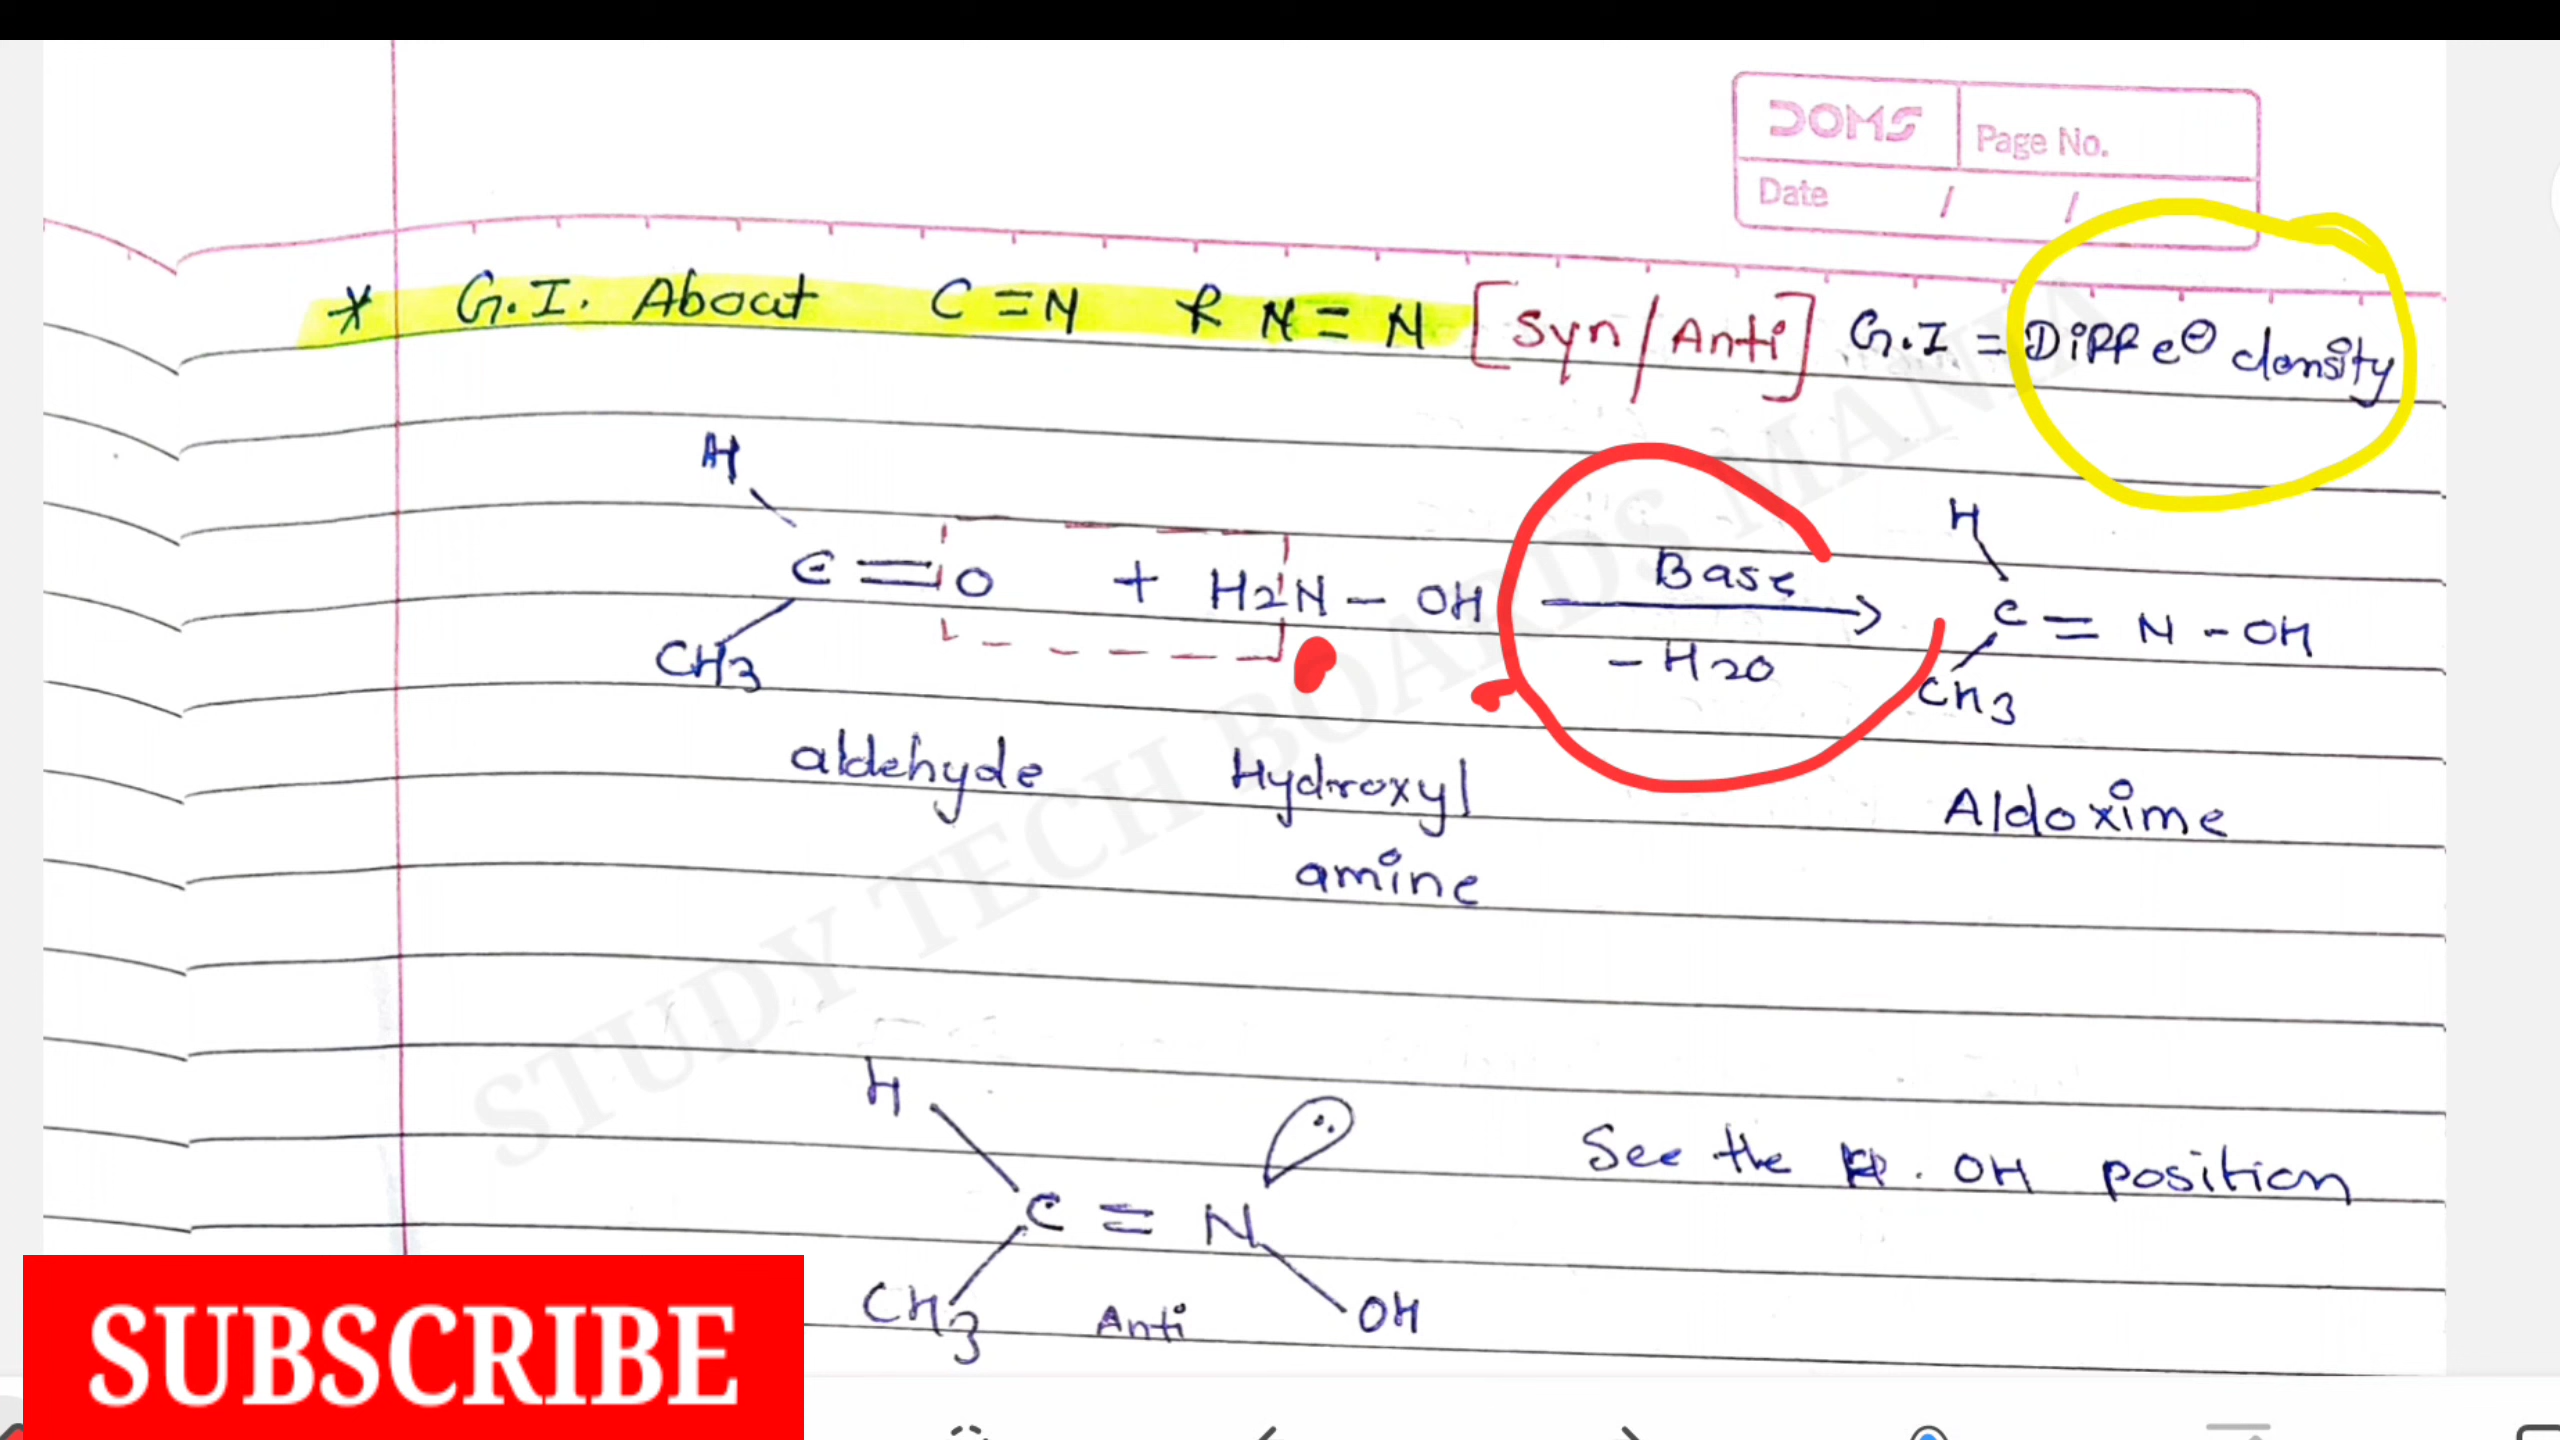 DOMS
Page No.
Date / /
* G.I. About C=N & N=N [Syn/Anti] G.I = Diff e⊖ density
H
C=O + H2N-OH Base → C=N-OH
-H2O
CH3
H
CH3
aldehyde Hydroxyl Aldoxime
amine
STUDY TECH BOARDS MANIA
H
See the OH position
C=N
CH3 Anti OH
SUBSCRIBE